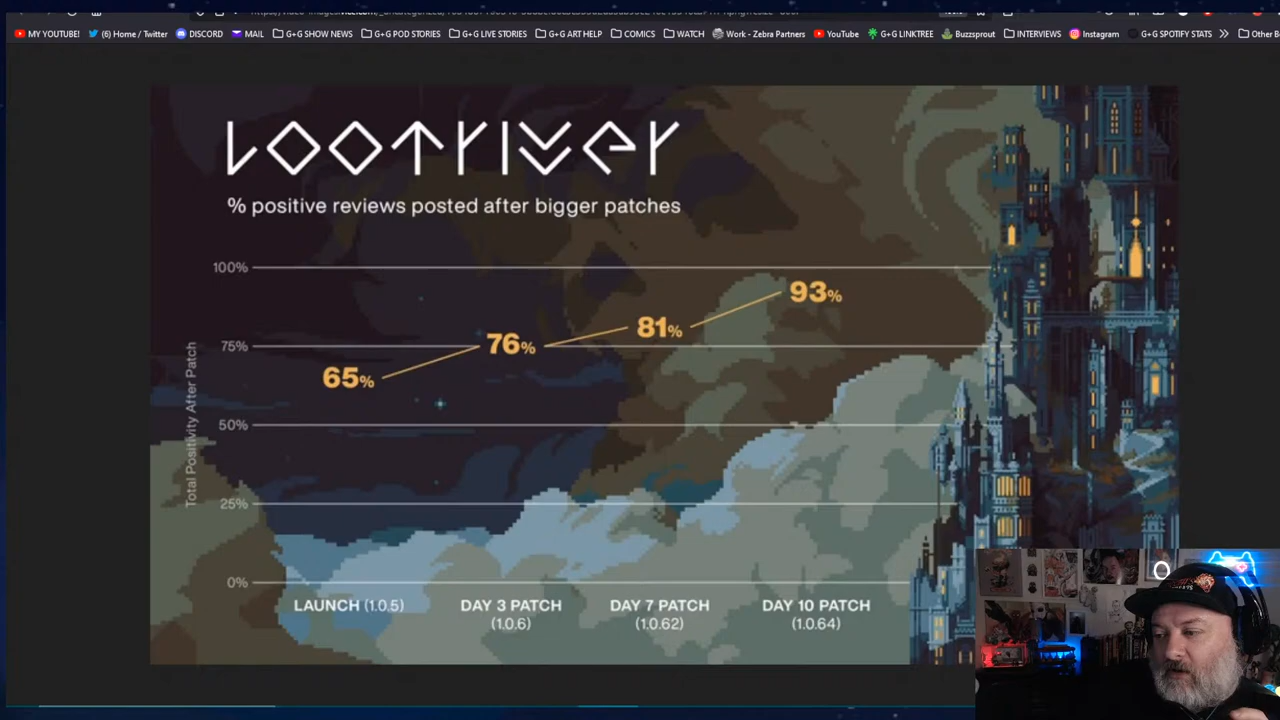 MY YOUTUBE!
(6) Home / Twitter
DISCORD
MAIL
G+G SHOW NEWS
G+G POD STORIES
G+G LIVE STORIES
G+G ART HELP
COMICS
WATCH
Work - Zebra Partners
YouTube
G+G LINKTREE
Buzzsprout
INTERVIEWS
Instagram
G+G SPOTIFY STATS
Other
LOOTRIVER
% positive reviews posted after bigger patches
Total Positivity After Patch
100%
75%
50%
25%
0%
65%
76%
81%
93%
LAUNCH (1.0.5)
DAY 3 PATCH
(1.0.6)
DAY 7 PATCH
(1.0.62)
DAY 10 PATCH
(1.0.64)